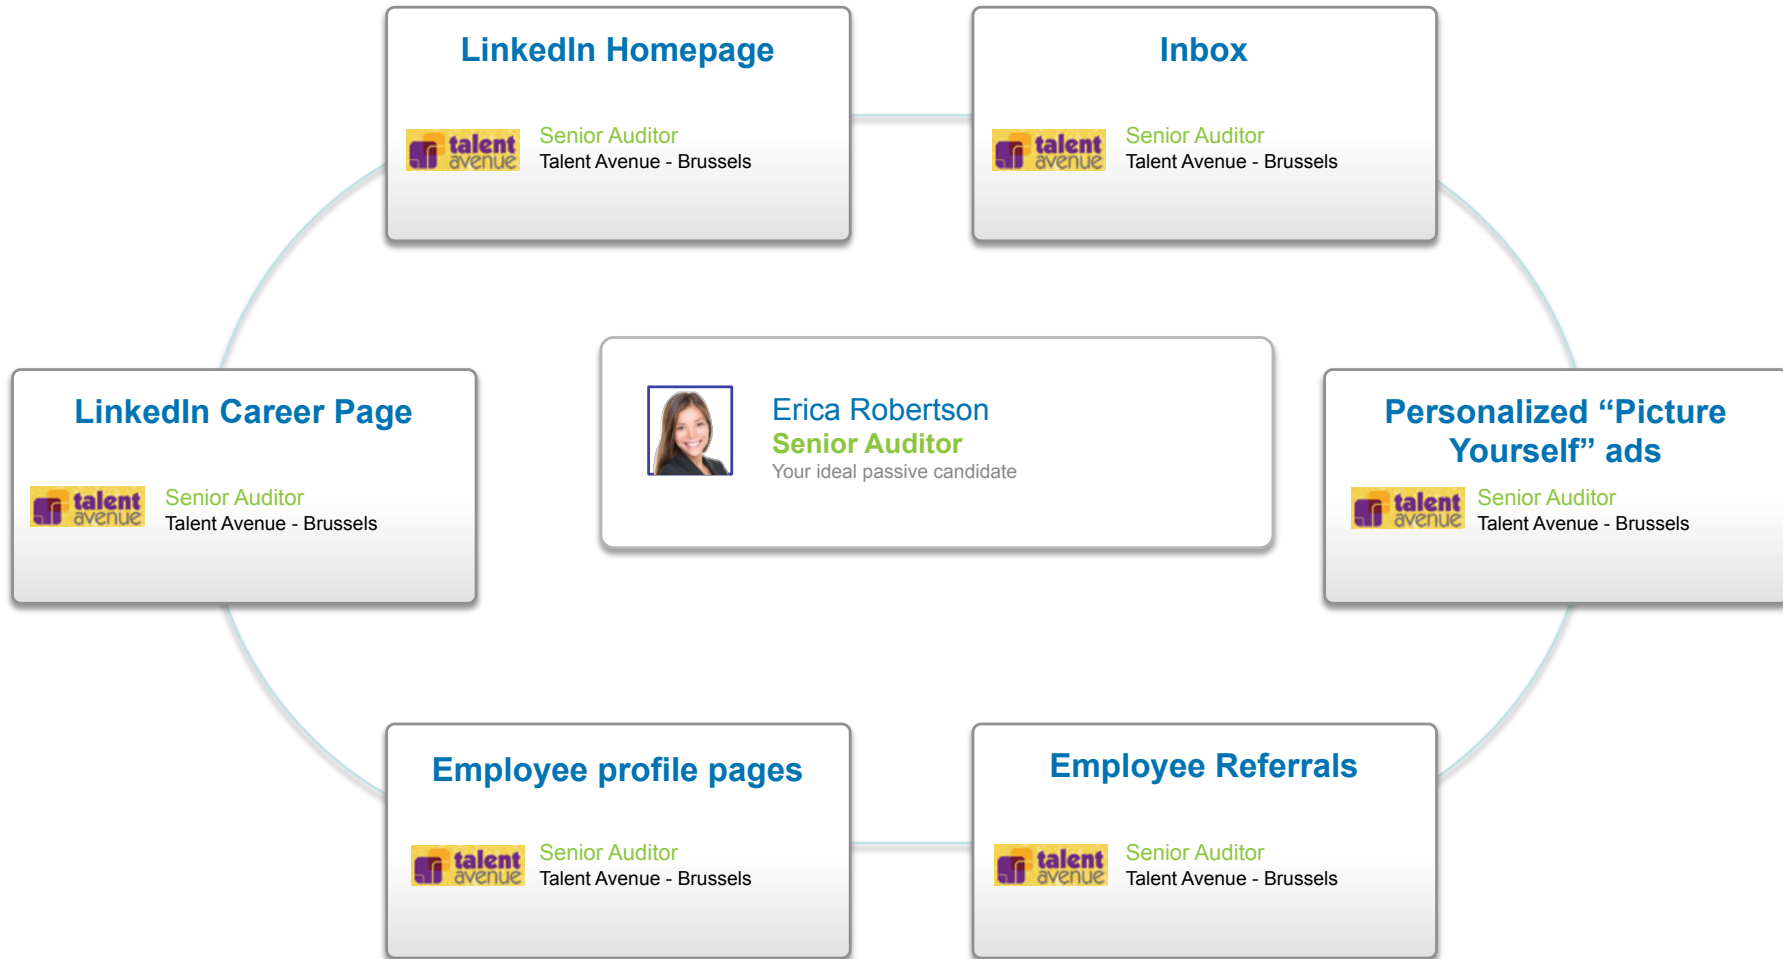 LinkedIn Homepage
talent
avenue
Senior Auditor
Talent Avenue - Brussels
Inbox
talent
avenue
Senior Auditor
Talent Avenue - Brussels
LinkedIn Career Page
talent
avenue
Senior Auditor
Talent Avenue - Brussels
Erica Robertson
Senior Auditor
Your ideal passive candidate
Personalized “Picture
Yourself” ads
talent
avenue
Senior Auditor
Talent Avenue - Brussels
Employee profile pages
talent
avenue
Senior Auditor
Talent Avenue - Brussels
Employee Referrals
talent
avenue
Senior Auditor
Talent Avenue - Brussels